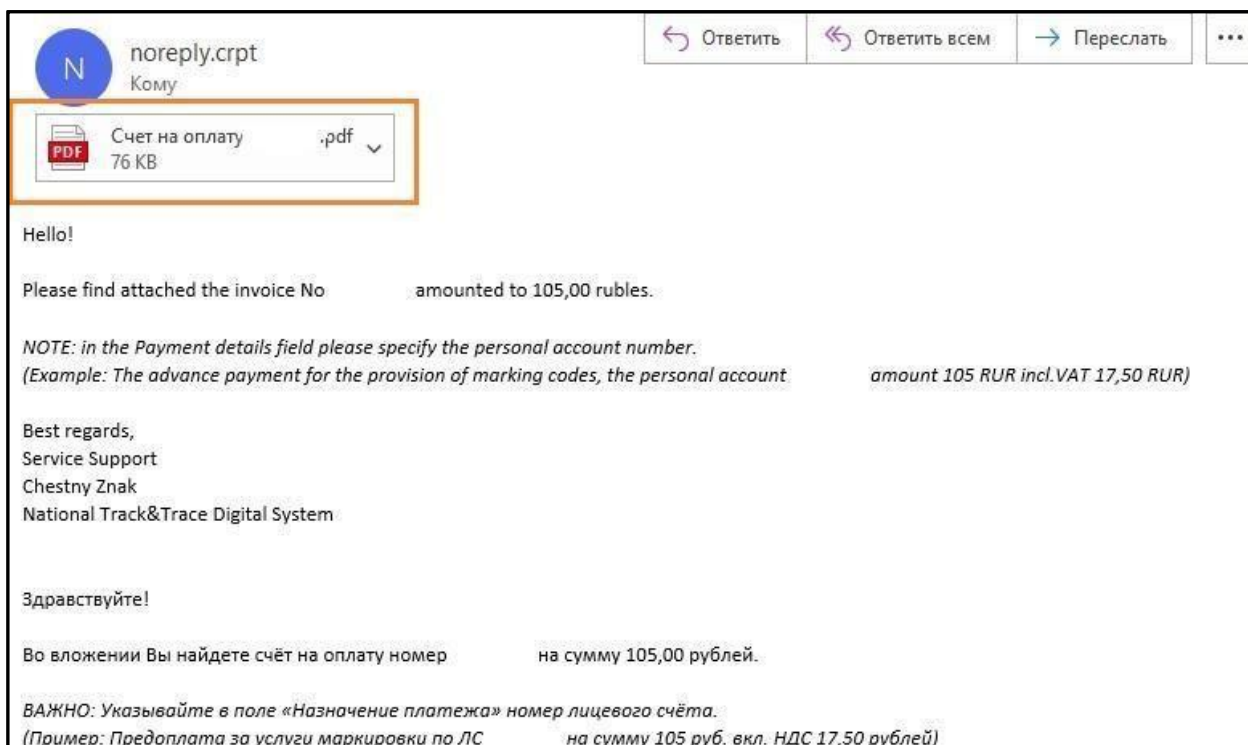 Ответить
Ответить всем
Переслать
N
noreply.crpt
Кому
PDF
Счет на оплату .pdf
76 KB
Hello!
Please find attached the invoice No amounted to 105,00 rubles.
NOTE: in the Payment details field please specify the personal account number.
(Example: The advance payment for the provision of marking codes, the personal account amount 105 RUR incl.VAT 17,50 RUR)
Best regards,
Service Support
Chestny Znak
National Track&Trace Digital System
Здравствуйте!
Во вложении Вы найдете счёт на оплату номер на сумму 105,00 рублей.
ВАЖНО: Указывайте в поле «Назначение платежа» номер лицевого счёта.
(Пример: Предоплата за услуги маркировки по ЛС на сумму 105 руб. вкл. НДС 17,50 рублей)